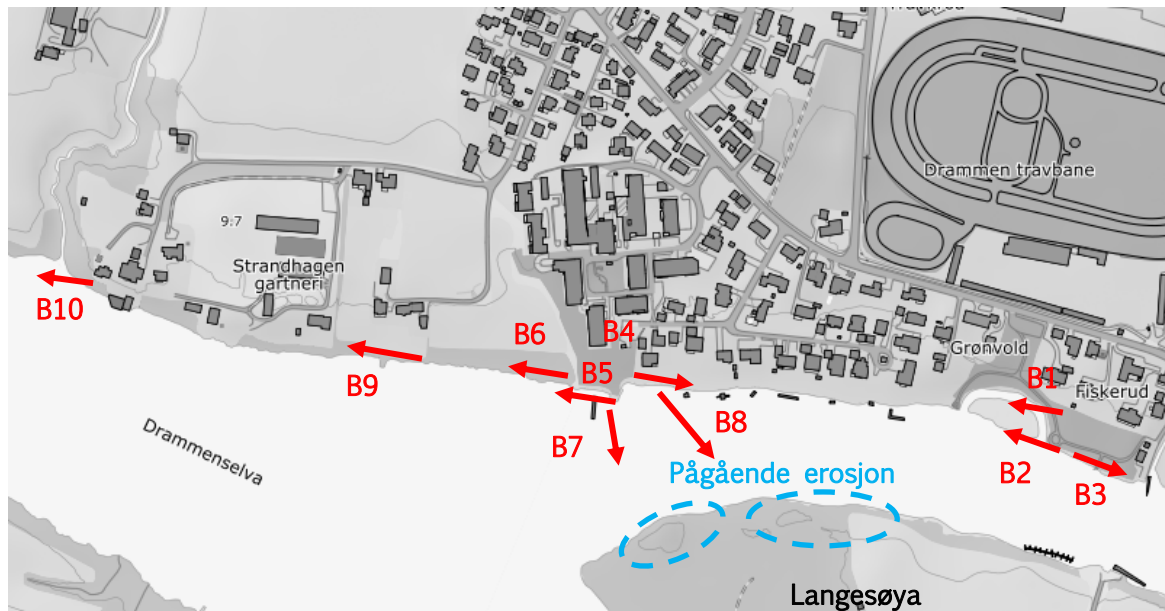 Drammen travbane
9.7
Strandhagen
gartneri
B10
B6
B4
Grønvold
B9
B5
B1
Fiskerud
B8
Drammenselva
B7
B2
Pågående erosjon
B3
Langesøya